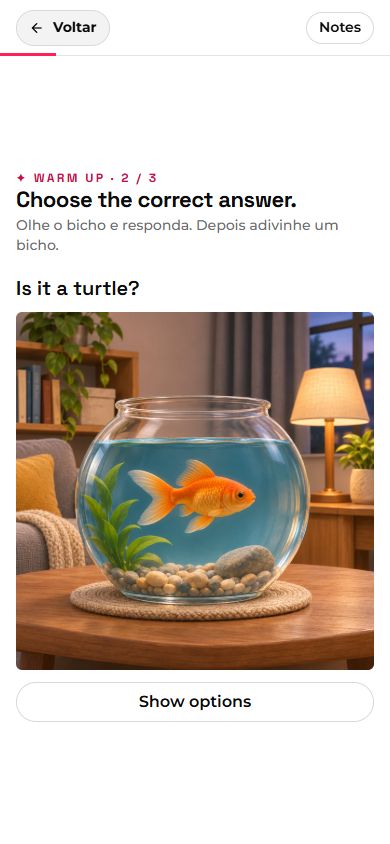 ← Voltar
Notes
✦ WARM UP · 2 / 3
Choose the correct answer.
Olhe o bicho e responda. Depois adivinhe um
bicho.
Is it a turtle?
Show options